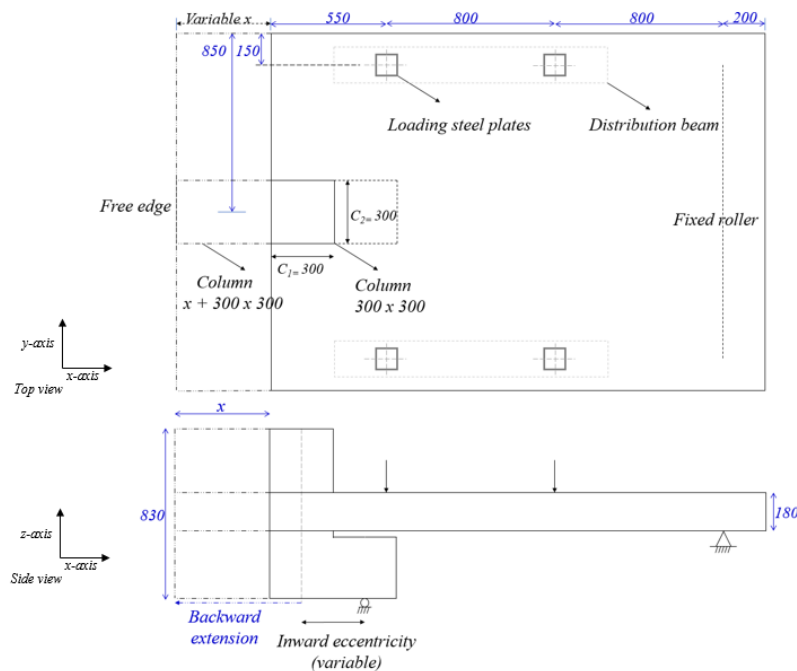 Variable x
550
800
800
200
850
150
Loading steel plates
Distribution beam
Free edge
C2= 300
Fixed roller
C1= 300
Column
x + 300 x 300
Column
300 x 300
y-axis
x-axis
Top view
x
830
180
z-axis
x-axis
Side view
Backward
extension
Inward eccentricity
(variable)